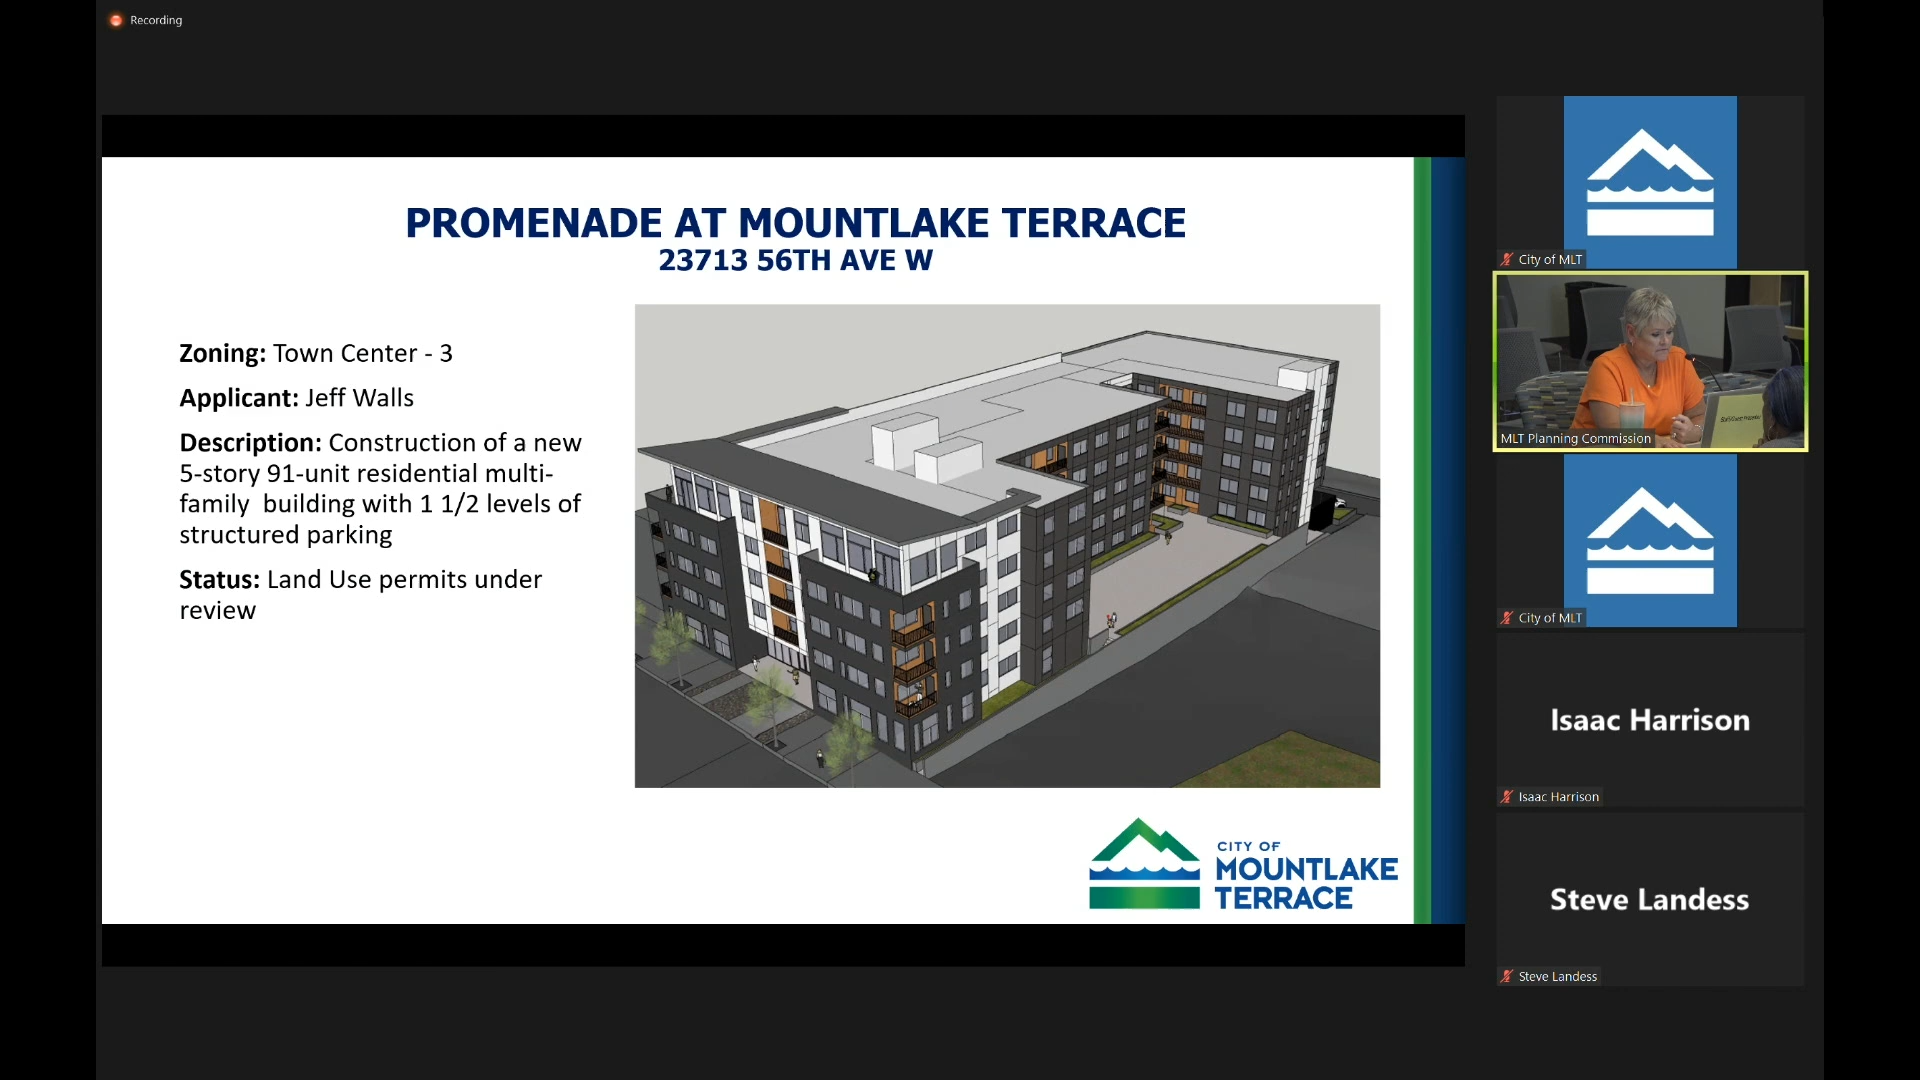 Recording
PROMENADE AT MOUNTLAKE TERRACE
23713 56TH AVE W
Zoning: Town Center - 3
Applicant: Jeff Walls
Description: Construction of a new
5-story 91-unit residential multi-
family  building with 1 1/2 levels of
structured parking
Status: Land Use permits under
review
CITY OF
MOUNTLAKE
TERRACE
City of MLT
MLT Planning Commission
City of MLT
Isaac Harrison
Isaac Harrison
Steve Landess
Steve Landess